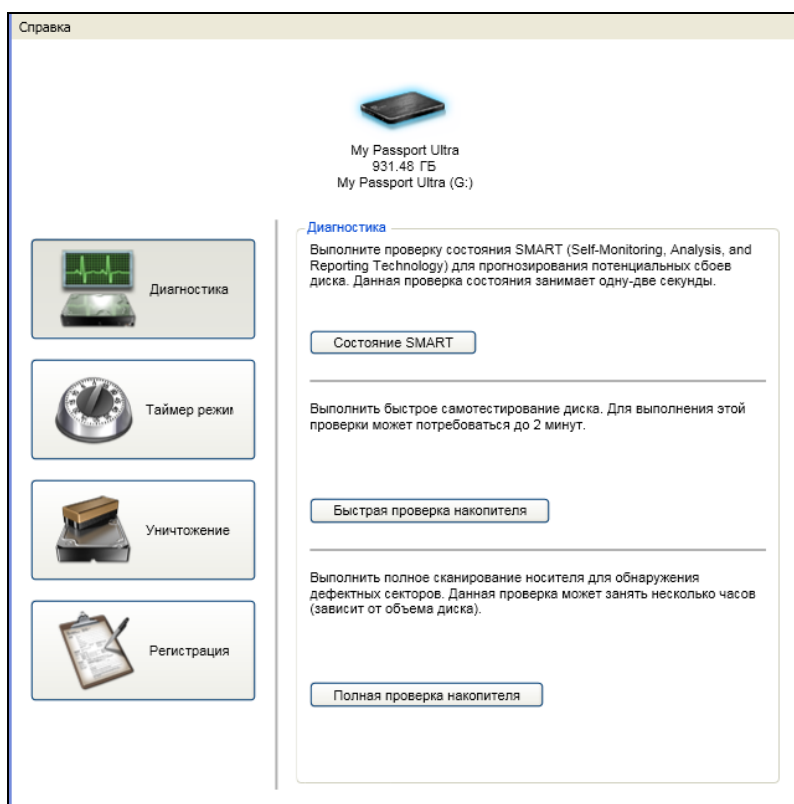 Справка
My Passport Ultra
931.48 ГБ
My Passport Ultra (G:)
Диагностика
Таймер режим
Уничтожение
Регистрация
Диагностика
Выполните проверку состояния SMART (Self-Monitoring, Analysis, and
Reporting Technology) для прогнозирования потенциальных сбоев
диска. Данная проверка состояния занимает одну-две секунды.
Состояние SMART
Выполнить быстрое самотестирование диска. Для выполнения этой
проверки может потребоваться до 2 минут.
Быстрая проверка накопителя
Выполнить полное сканирование носителя для обнаружения
дефектных секторов. Данная проверка может занять несколько часов
(зависит от объема диска).
Полная проверка накопителя